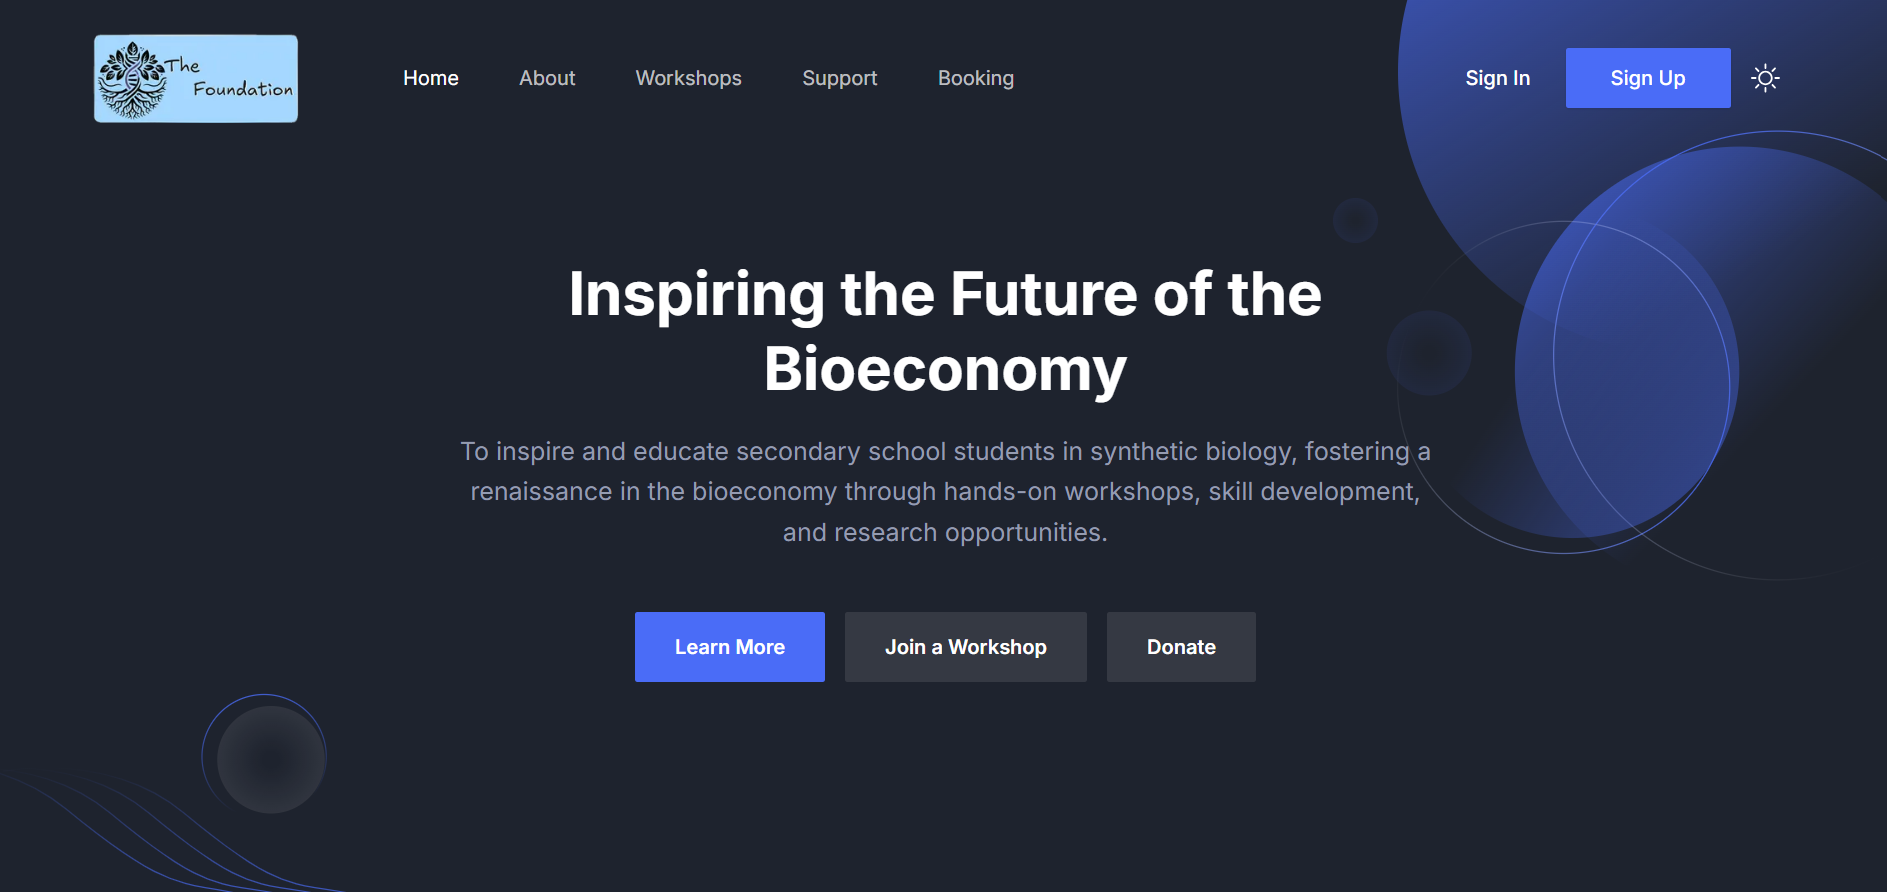 The
Foundation
Home About Workshops Support Booking
Sign In Sign Up
Inspiring the Future of the
Bioeconomy
To inspire and educate secondary school students in synthetic biology, fostering a
renaissance in the bioeconomy through hands-on workshops, skill development,
and research opportunities.
Learn More Join a Workshop Donate